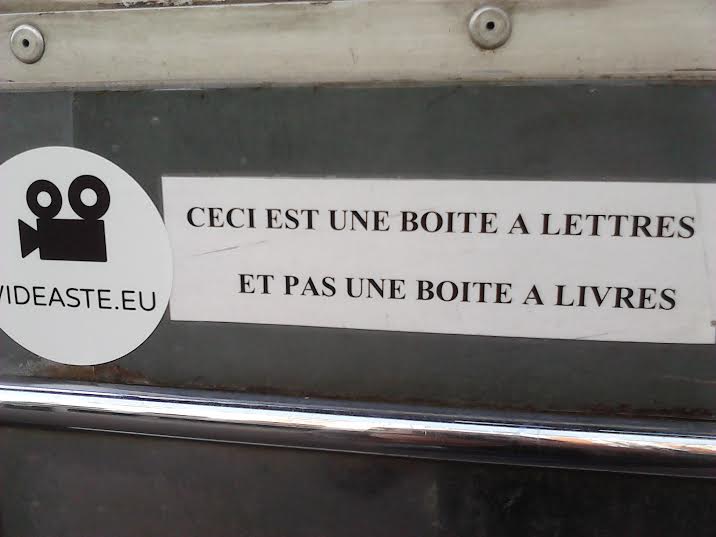 CECI EST UNE BOITE A LETTRES
ET PAS UNE BOITE A LIVRES
VIDEASTE.EU